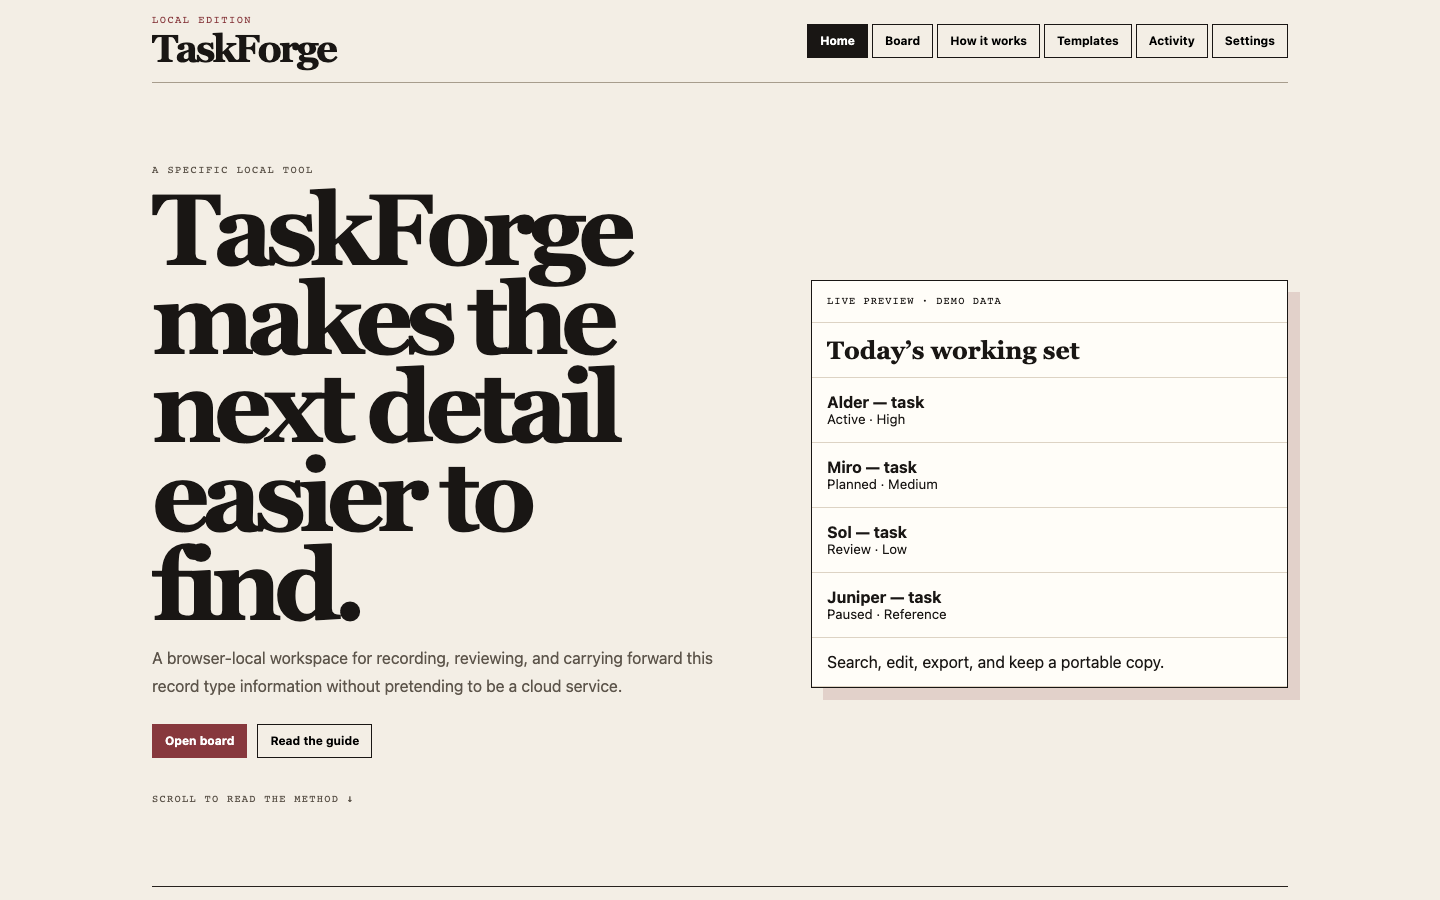 LOCAL EDITION
TaskForge
Home
Board
How it works
Templates
Activity
Settings
A SPECIFIC LOCAL TOOL
TaskForge
makes the
next detail
easier to
find.
A browser-local workspace for recording, reviewing, and carrying forward this
record type information without pretending to be a cloud service.
Open board
Read the guide
SCROLL TO READ THE METHOD ↓
LIVE PREVIEW · DEMO DATA
Today’s working set
Alder — task
Active · High
Miro — task
Planned · Medium
Sol — task
Review · Low
Juniper — task
Paused · Reference
Search, edit, export, and keep a portable copy.